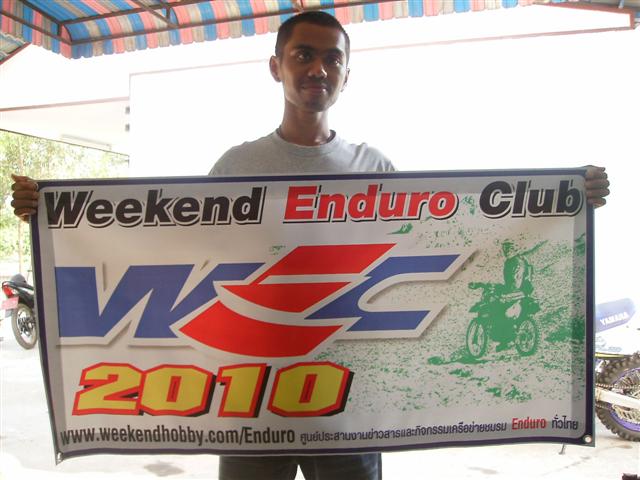 Weekend Enduro Club
WEC
2010
www.weekendhobby.com/Enduro ศูนย์ประสานงานข่าวสารและกิจกรรมเครือข่ายชมรม Enduro ทั่วไทย
YAMAHA